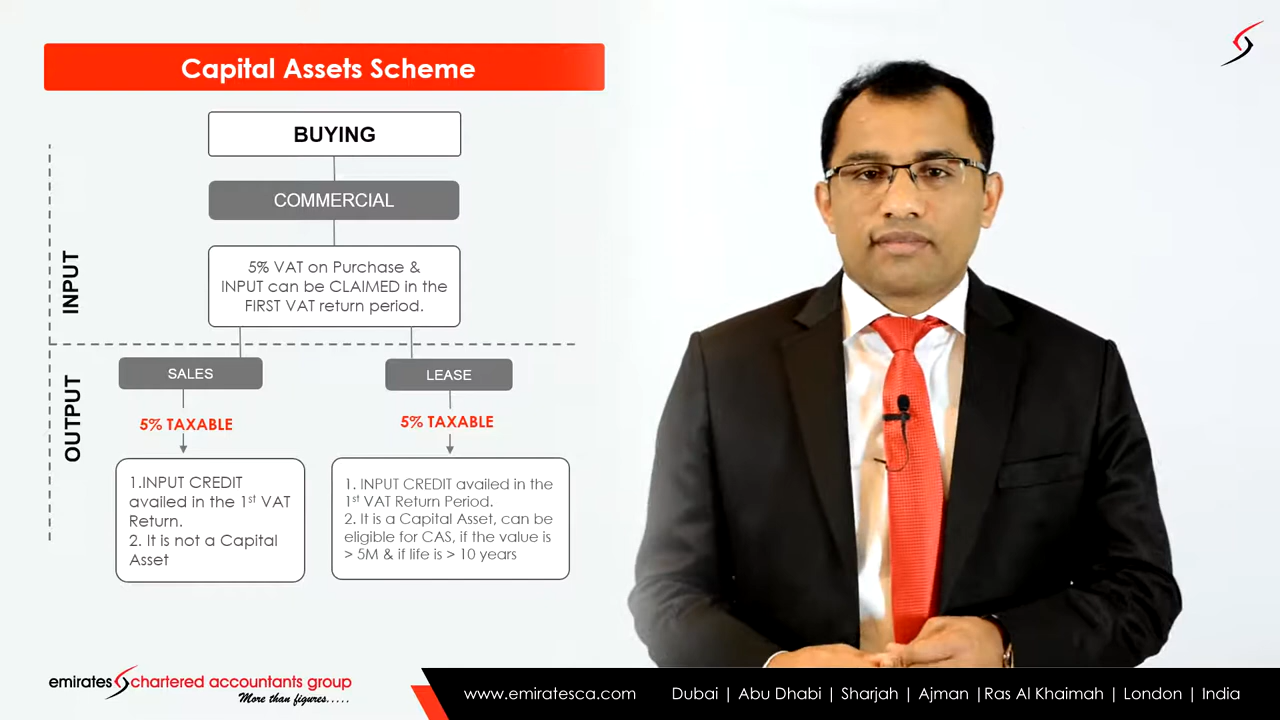 Capital Assets Scheme
BUYING
COMMERCIAL
5% VAT on Purchase &
INPUT can be CLAIMED in the
FIRST VAT return period.
INPUT
OUTPUT
SALES
5% TAXABLE
1.INPUT CREDIT
availed in the 1st VAT
Return.
2. It is not a Capital
Asset
LEASE
5% TAXABLE
1. INPUT CREDIT availed in the
1st VAT Return Period.
2. It is a Capital Asset, can be
eligible for CAS, if the value is
> 5M & if life is > 10 years
emirates chartered accountants group
More than figures.....
www.emiratesca.com
Dubai | Abu Dhabi | Sharjah | Ajman |Ras Al Khaimah | London | India